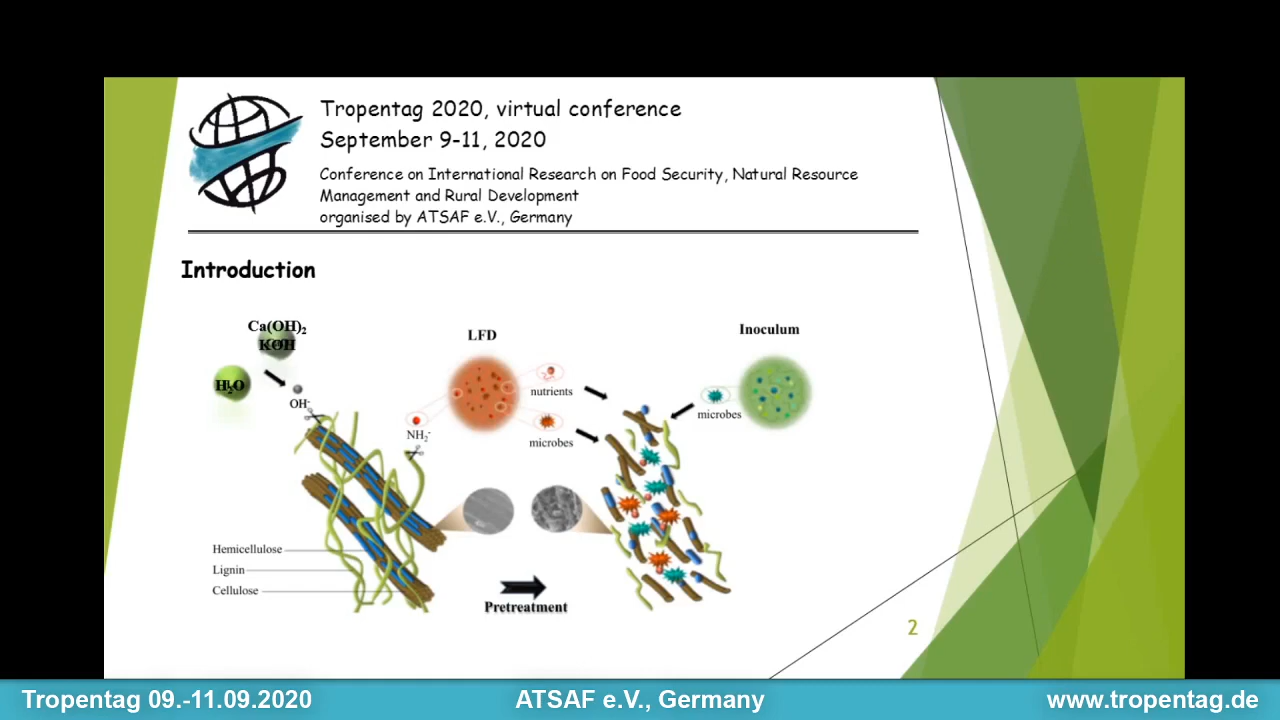 Tropentag 2020, virtual conference
September 9-11, 2020
Conference on International Research on Food Security, Natural Resource
Management and Rural Development
organised by ATSAF e.V., Germany
Introduction
Ca(OH)₂
KOH
H₂O
OH⁻
LFD
Inoculum
nutrients
microbes
NH₂⁻
microbes
Hemicellulose
Lignin
Cellulose
Pretreatment
2
Tropentag 09.-11.09.2020 ATSAF e.V., Germany www.tropentag.de